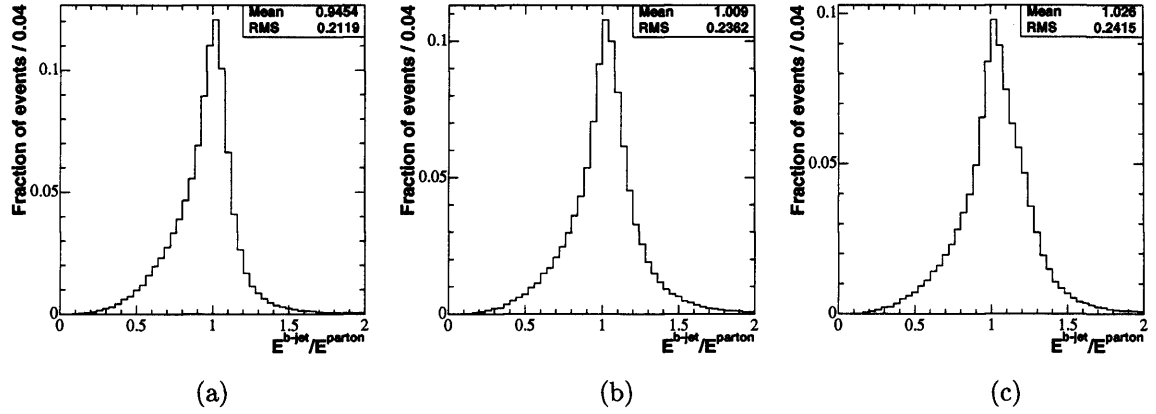 Mean 0.9454
RMS 0.2119
Fraction of events / 0.04
0.1
0.05
0
0 0.5 1 1.5 2
E^b-jet/E^parton
(a)
Mean 1.009
RMS 0.2362
Fraction of events / 0.04
0.1
0.05
0
0 0.5 1 1.5 2
E^b-jet/E^parton
(b)
Mean 1.026
RMS 0.2415
Fraction of events / 0.04
0.1
0.05
0
0 0.5 1 1.5 2
E^b-jet/E^parton
(c)